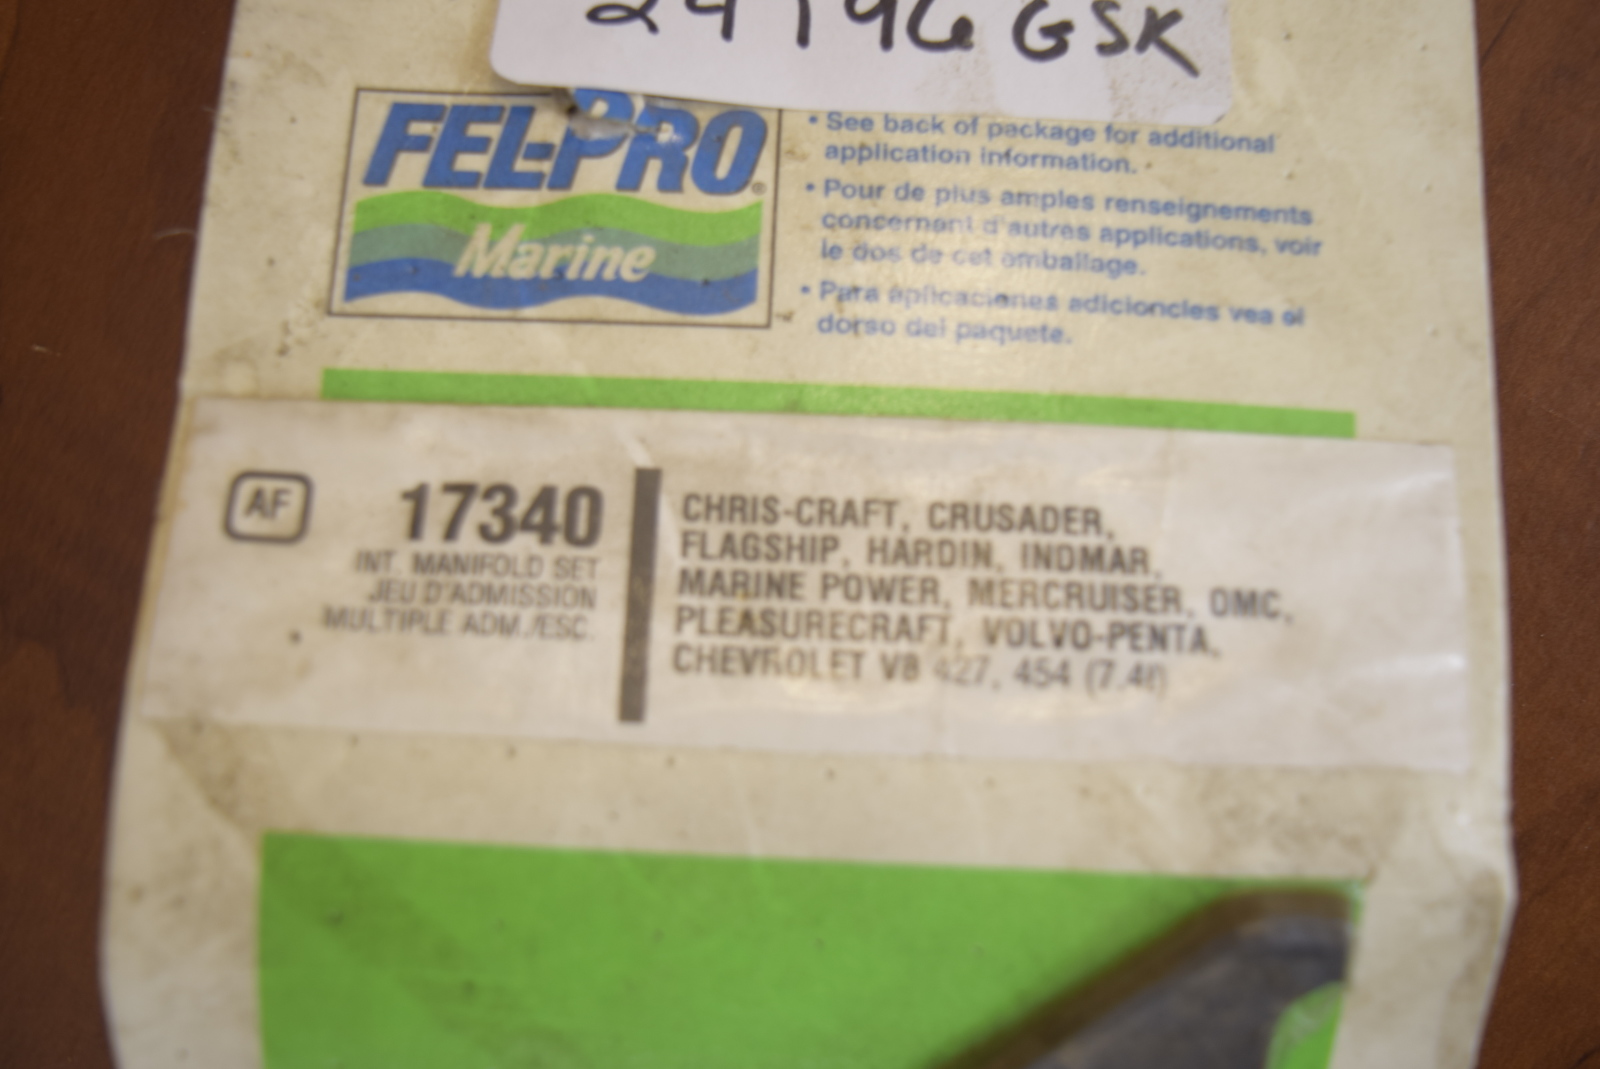 24196 GSK
FEL-PRO®
Marine
• See back of package for additional
application information.
• Pour de plus amples renseignements
concernant d'autres applications, voir
le dos de cet emballage.
• Para aplicaciones adicioncles vea el
dorso del paquete.
AF
17340
INT. MANIFOLD SET
JEU D'ADMISSION
MULTIPLE ADM./ESC.
CHRIS-CRAFT, CRUSADER,
FLAGSHIP, HARDIN, INDMAR,
MARINE POWER, MERCRUISER, OMC,
PLEASURECRAFT, VOLVO-PENTA,
CHEVROLET V8 427, 454 (7.4l)